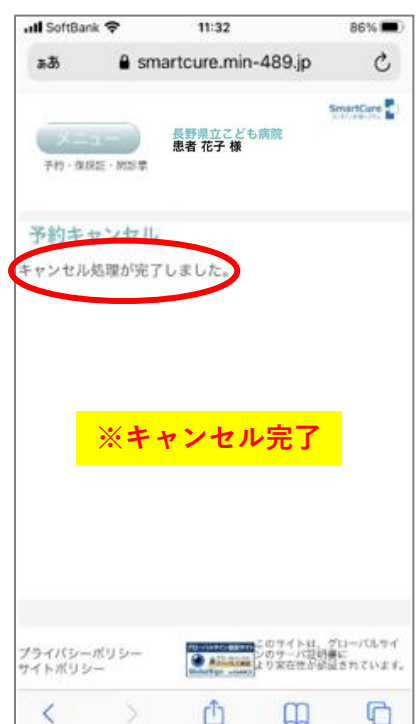 SoftBank 11:32 86%
ああ smartcure.min-489.jp
SmartCure
メニュー
長野県立こども病院
患者 花子 様
予約・保険証・問診票
予約キャンセル
キャンセル処理が完了しました。
※キャンセル完了
プライバシーポリシー
サイトポリシー
このサイトは、グローバルサイ
ンのサーバ証明書に
より実在性が認証されています。